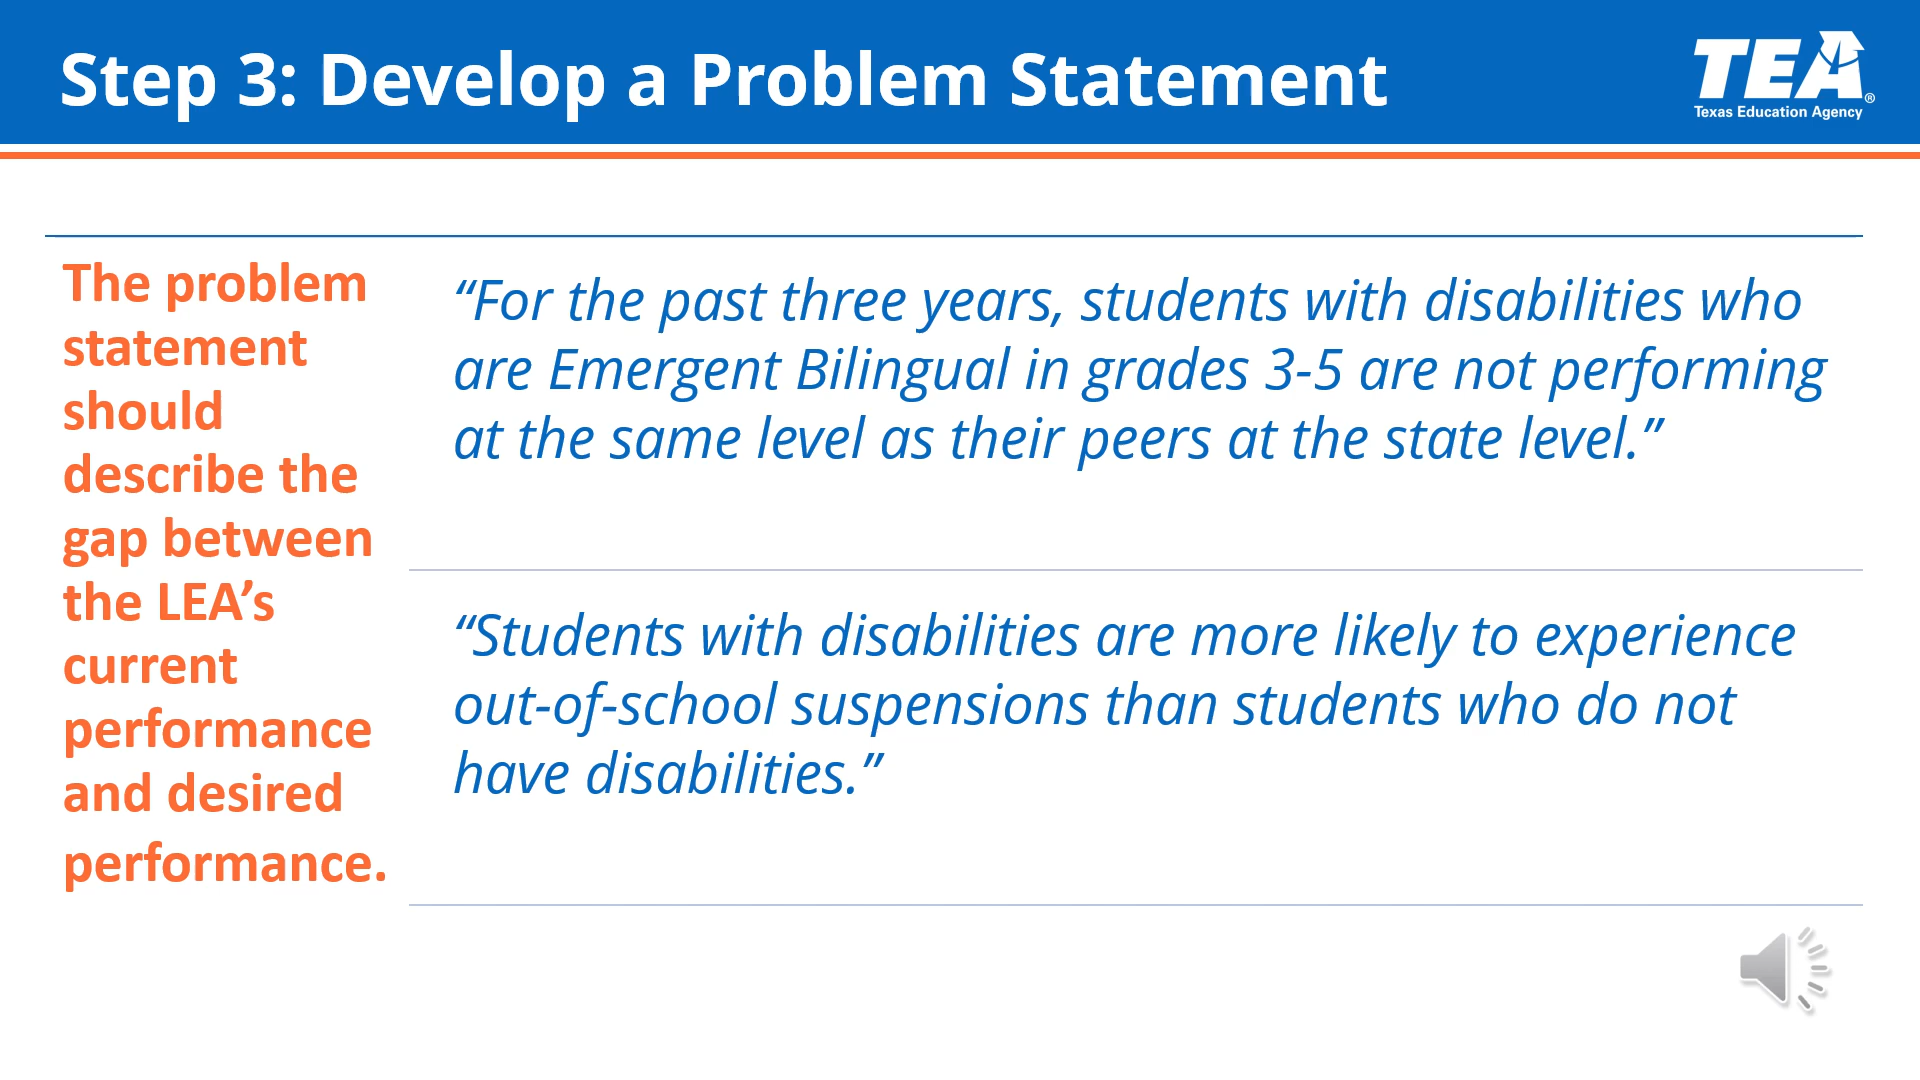 Step 3: Develop a Problem Statement
TEA®
Texas Education Agency
The problem
statement
should
describe the
gap between
the LEA’s
current
performance
and desired
performance.
“For the past three years, students with disabilities who
are Emergent Bilingual in grades 3-5 are not performing
at the same level as their peers at the state level.”
“Students with disabilities are more likely to experience
out-of-school suspensions than students who do not
have disabilities.”